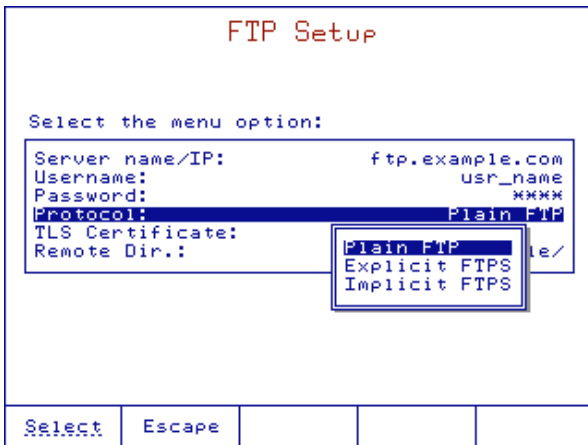 FTP Setup
Select the menu option:
Server name/IP: ftp.example.com
Username: usr_name
Password: ****
Protocol: Plain FTP
TLS Certificate:
Remote Dir.: le/
Plain FTP
Explicit FTPS
Implicit FTPS
Select Escape